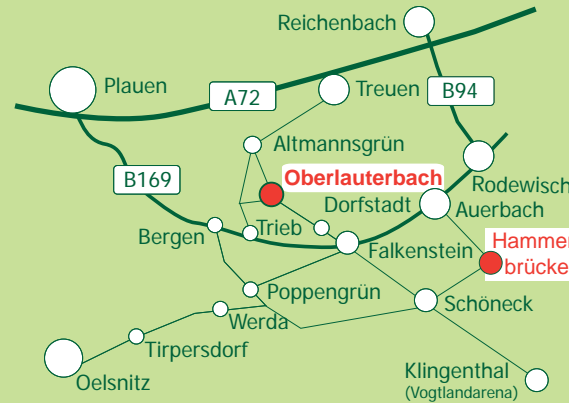 Reichenbach
Plauen
A72
Treuen
B94
Altmannsgrün
B169
Oberlauterbach
Rodewisch
Dorfstadt
Auerbach
Bergen
Trieb
Falkenstein
Hammer
brücke
Poppengrün
Schöneck
Werda
Tirpersdorf
Klingenthal
(Vogtlandarena)
Oelsnitz